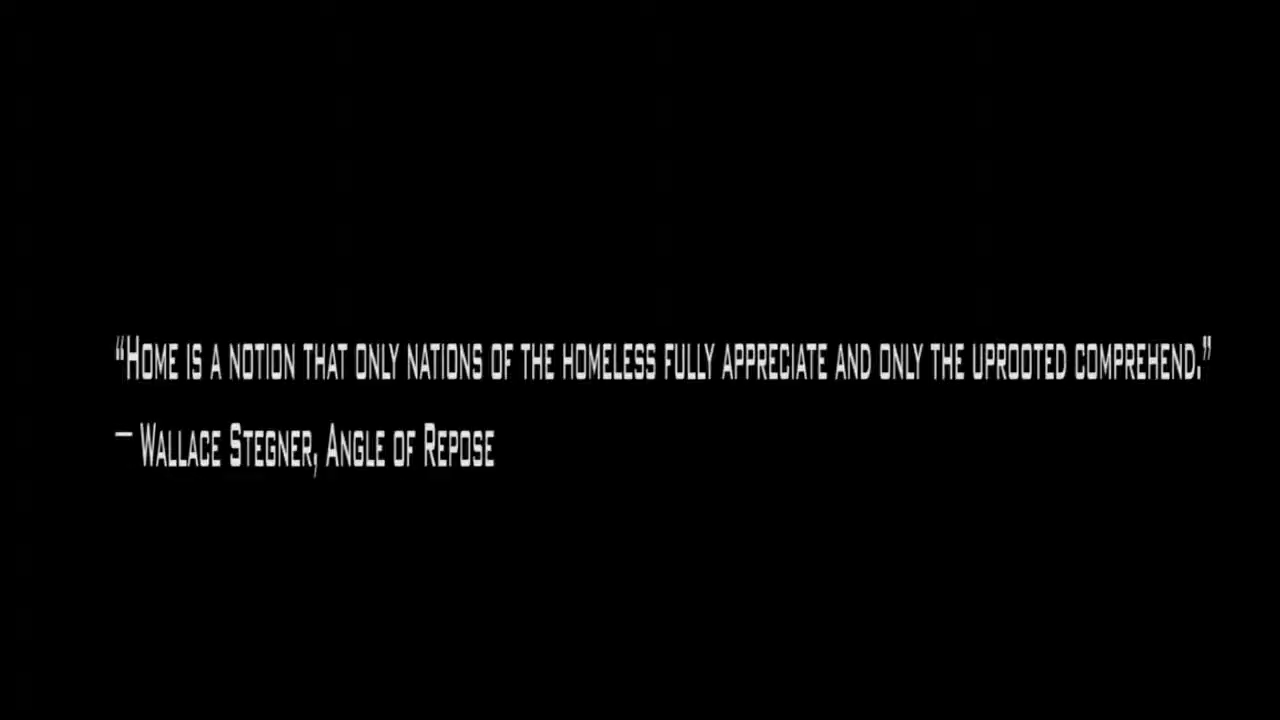 “Home is a notion that only nations of the homeless fully appreciate and only the uprooted comprehend.”
― Wallace Stegner, Angle of Repose